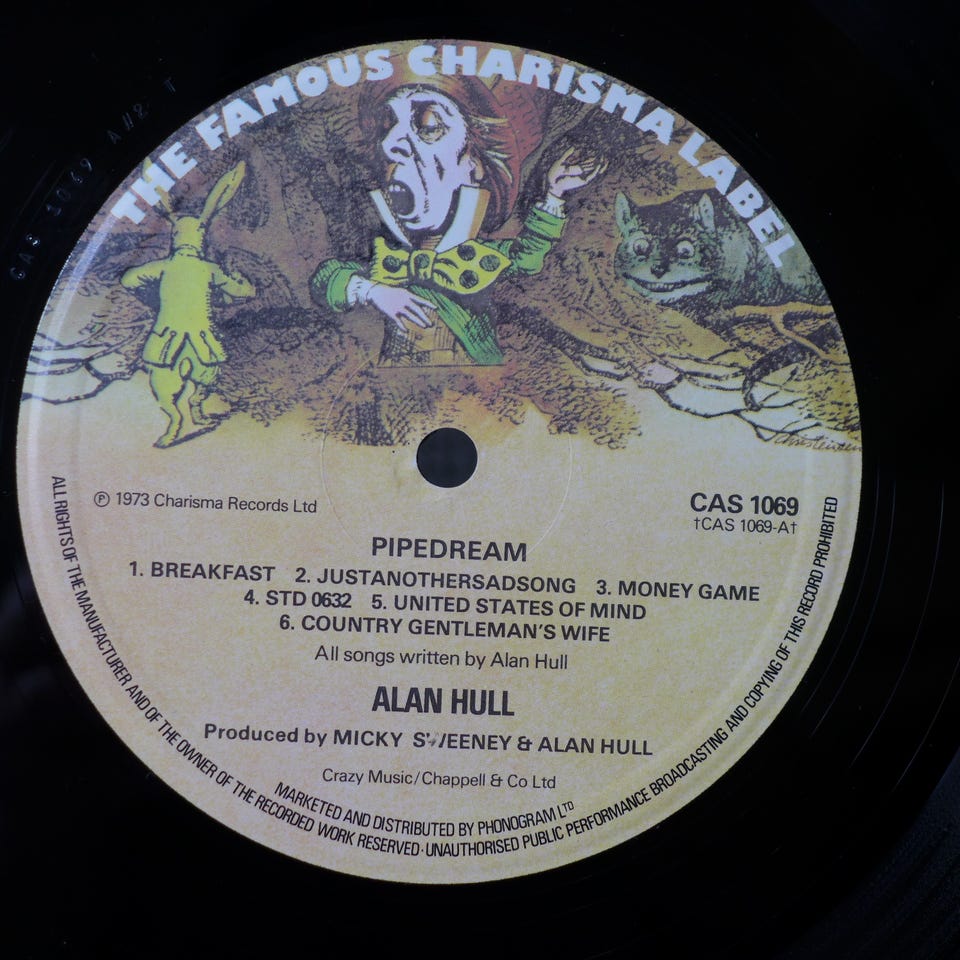 THE FAMOUS CHARISMA LABEL
CAS 1069 A//2 T
Ⓟ 1973 Charisma Records Ltd
CAS 1069
†CAS 1069-A†
PIPEDREAM
1. BREAKFAST 2. JUSTANOTHERSADSONG 3. MONEY GAME
4. STD 0632 5. UNITED STATES OF MIND
6. COUNTRY GENTLEMAN'S WIFE
All songs written by Alan Hull
ALAN HULL
Produced by MICKY SWEENEY & ALAN HULL
Crazy Music/Chappell & Co Ltd
MARKETED AND DISTRIBUTED BY PHONOGRAM LTD
ALL RIGHTS OF THE MANUFACTURER AND OF THE OWNER OF THE RECORDED WORK RESERVED·UNAUTHORISED PUBLIC PERFORMANCE BROADCASTING AND COPYING OF THIS RECORD PROHIBITED